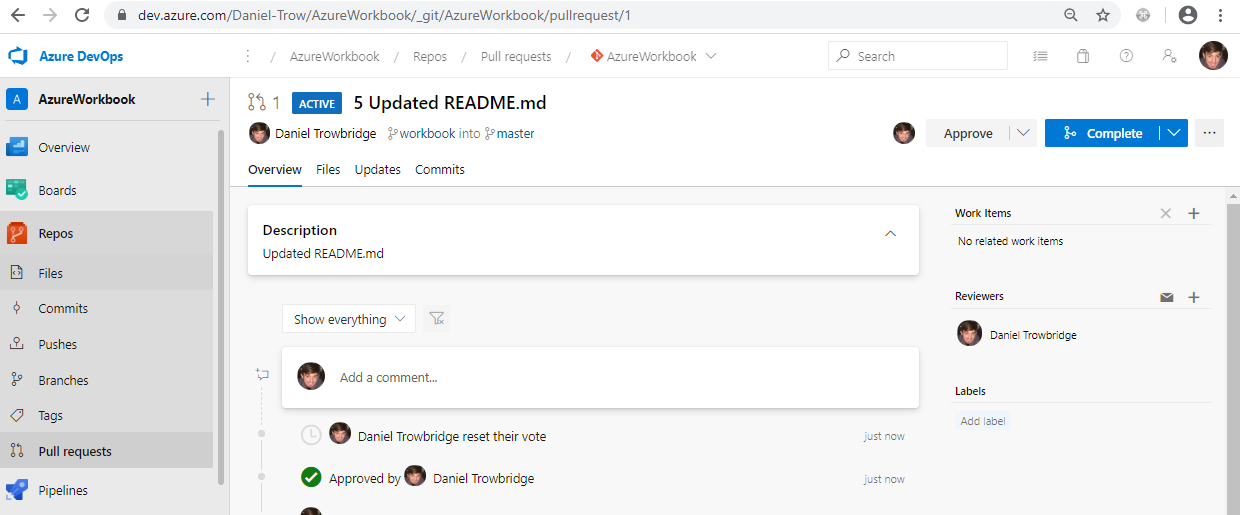 dev.azure.com/Daniel-Trow/AzureWorkbook/_git/AzureWorkbook/pullrequest/1
Azure DevOps
/ AzureWorkbook / Repos / Pull requests / AzureWorkbook
Search
A AzureWorkbook
Overview
Boards
Repos
Files
Commits
Pushes
Branches
Tags
Pull requests
Pipelines
1 ACTIVE 5 Updated README.md
Daniel Trowbridge workbook into master
Approve
Complete
Overview Files Updates Commits
Description
Updated README.md
Show everything
Add a comment...
Daniel Trowbridge reset their vote just now
Approved by Daniel Trowbridge just now
Work Items
No related work items
Reviewers
Daniel Trowbridge
Labels
Add label